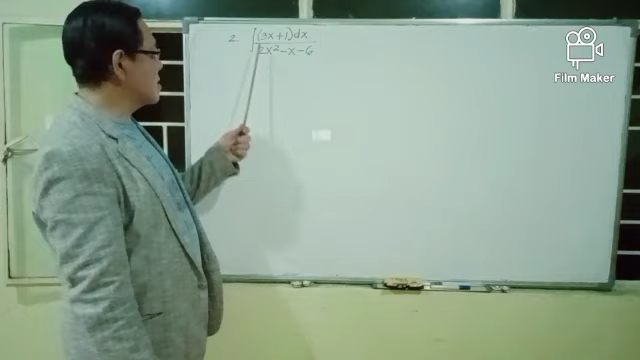 2. ∫ (3x+1)dx
2x² - x - 6
Film Maker